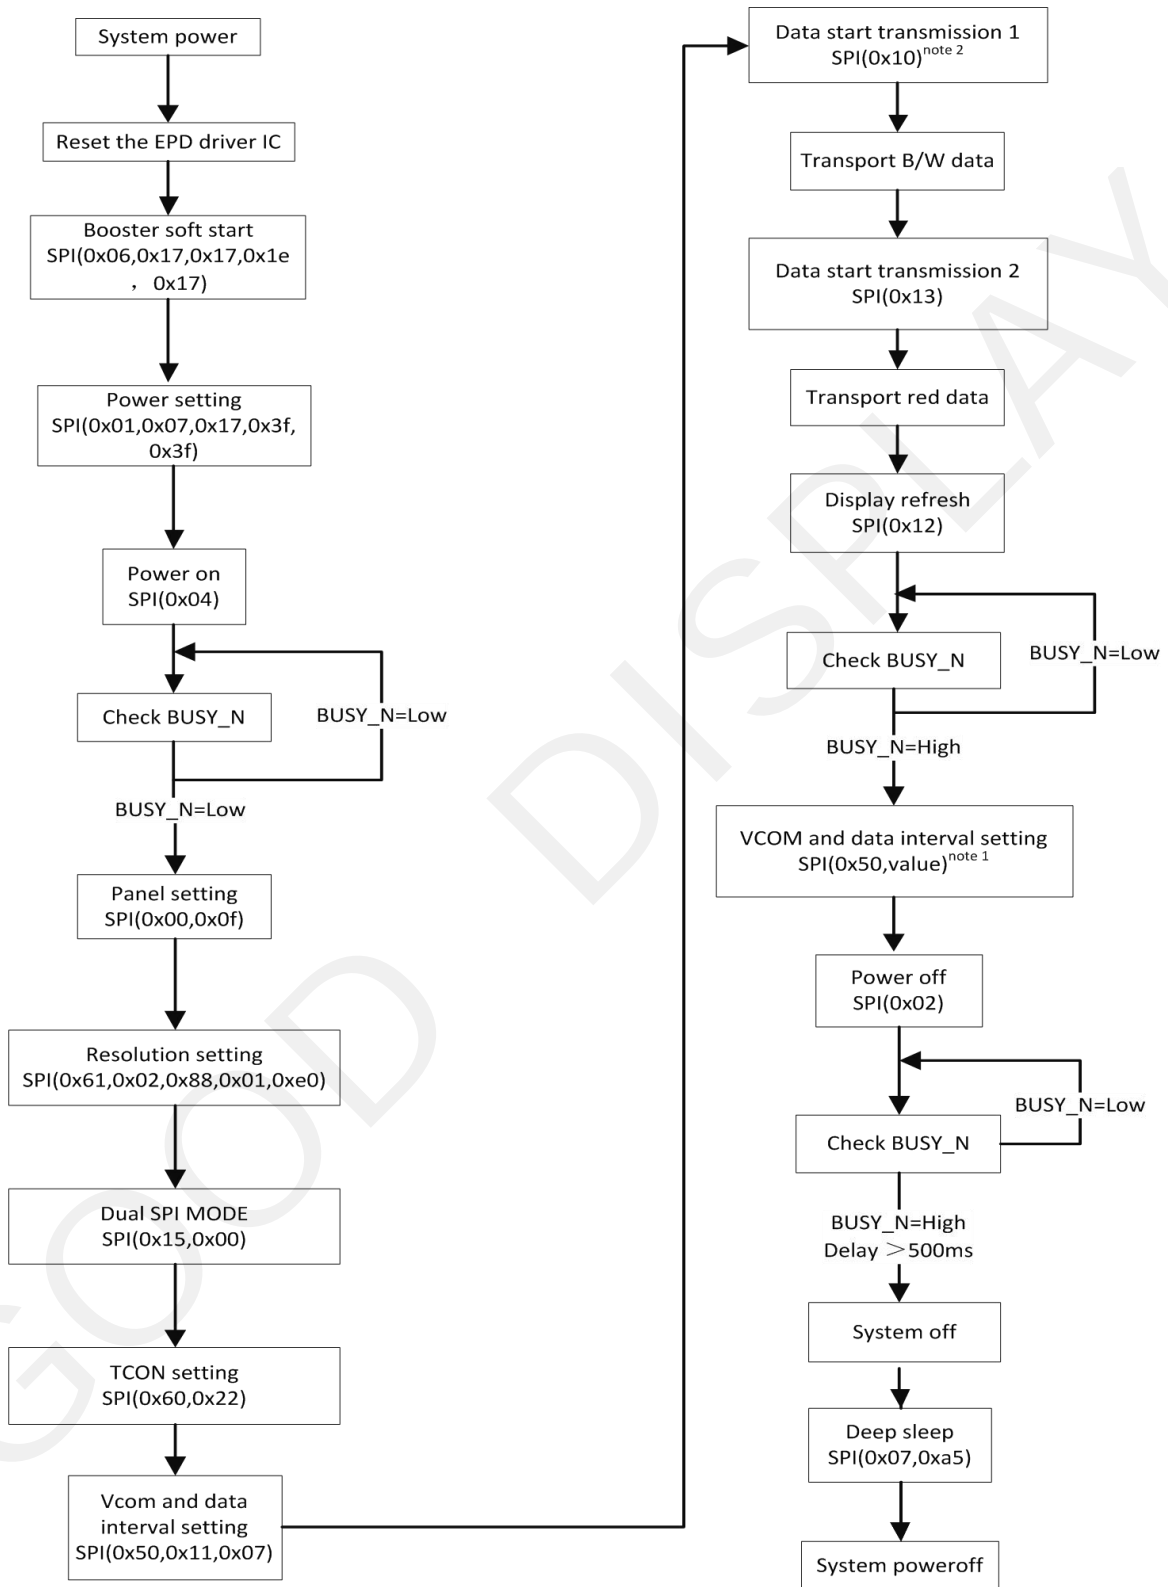 System power
Reset the EPD driver IC
Booster soft start
SPI(0x06,0x17,0x17,0x1e
， 0x17)
Power setting
SPI(0x01,0x07,0x17,0x3f,
0x3f)
Power on
SPI(0x04)
Check BUSY_N
BUSY_N=Low
BUSY_N=Low
Panel setting
SPI(0x00,0x0f)
Resolution setting
SPI(0x61,0x02,0x88,0x01,0xe0)
Dual SPI MODE
SPI(0x15,0x00)
TCON setting
SPI(0x60,0x22)
Vcom and data
interval setting
SPI(0x50,0x11,0x07)
Data start transmission 1
SPI(0x10)note 2
Transport B/W data
Data start transmission 2
SPI(0x13)
Transport red data
Display refresh
SPI(0x12)
Check BUSY_N
BUSY_N=Low
BUSY_N=High
VCOM and data interval setting
SPI(0x50,value)note 1
Power off
SPI(0x02)
BUSY_N=Low
Check BUSY_N
BUSY_N=High
Delay ＞500ms
System off
Deep sleep
SPI(0x07,0xa5)
System poweroff
GOOD DISPLAY